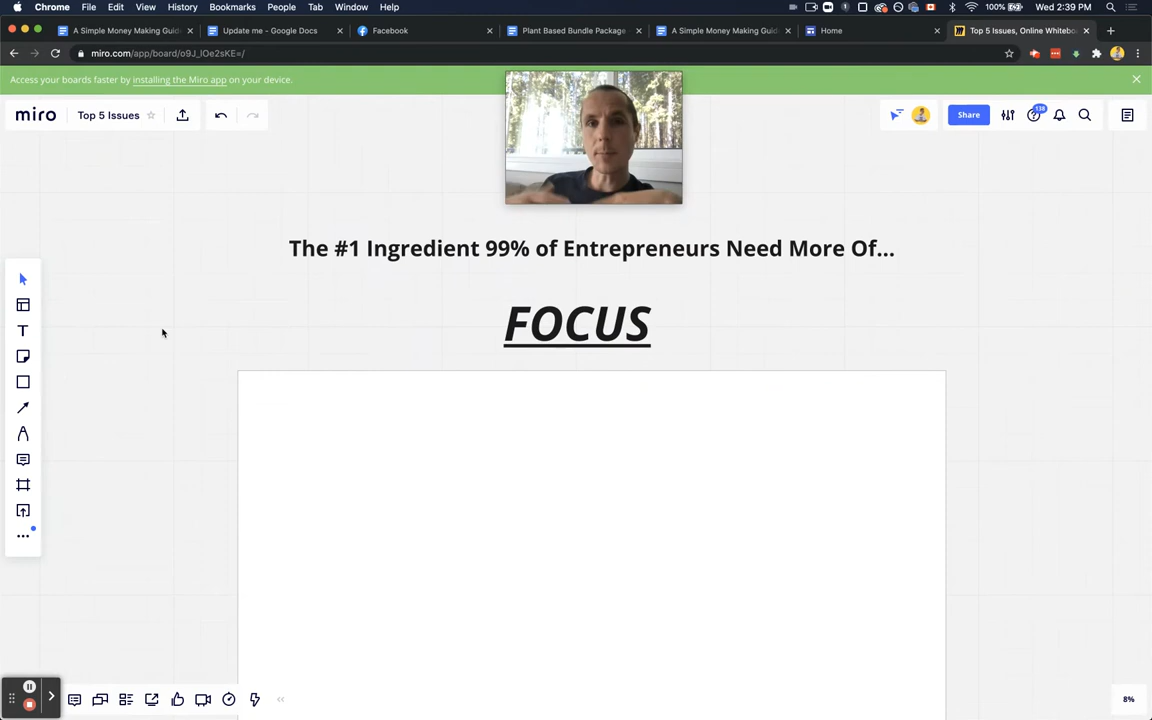 Chrome File Edit View History Bookmarks People Tab Window Help 100% Wed 2:39 PM
A Simple Money Making Guid Update me - Google Docs Facebook Plant Based Bundle Package A Simple Money Making Guid Home Top 5 Issues, Online Whitebo
miro.com/app/board/o9J_lOe2sKE=/
Access your boards faster by installing the Miro app on your device.
miro Top 5 Issues Share 138
The #1 Ingredient 99% of Entrepreneurs Need More Of...
FOCUS
8%